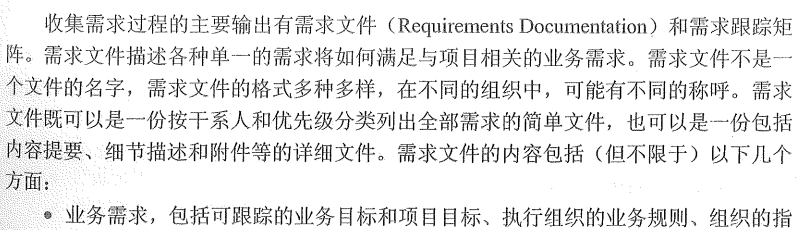 收集需求过程的主要输出有需求文件（Requirements Documentation）和需求跟踪矩
阵。需求文件描述各种单一的需求将如何满足与项目相关的业务需求。需求文件不是一
个文件的名字，需求文件的格式多种多样，在不同的组织中，可能有不同的称呼。需求
文件既可以是一份按干系人和优先级分类列出全部需求的简单文件，也可以是一份包括
内容提要、细节描述和附件等的详细文件。需求文件的内容包括（但不限于）以下几个
方面：
● 业务需求，包括可跟踪的业务目标和项目目标、执行组织的业务规则、组织的指